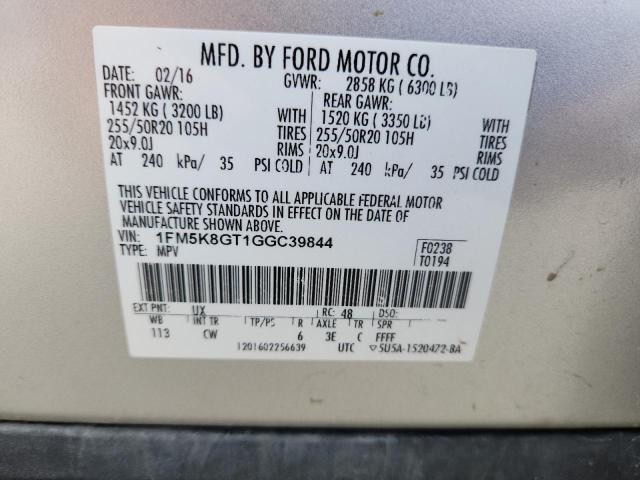 MFD. BY FORD MOTOR CO.
DATE: 02/16 GVWR: 2858 KG ( 6300 LB)
FRONT GAWR: REAR GAWR:
1452 KG ( 3200 LB) WITH 1520 KG ( 3350 LB) WITH
255/50R20 105H TIRES 255/50R20 105H TIRES
20x9.0J RIMS 20x9.0J RIMS
AT 240 kPa/ 35 PSI COLD AT 240 kPa/ 35 PSI COLD
THIS VEHICLE CONFORMS TO ALL APPLICABLE FEDERAL MOTOR
VEHICLE SAFETY STANDARDS IN EFFECT ON THE DATE OF
MANUFACTURE SHOWN ABOVE.
VIN: 1FM5K8GT1GGC39844 F0238
TYPE: MPV T0194
EXT PNT: UX RC: 48 DSO:
WB INT TR TP/PS R AXLE TR SPR
113 CW 6 3E C FFFF
1201602256639 UTC ▽5U5A-1520472-BA